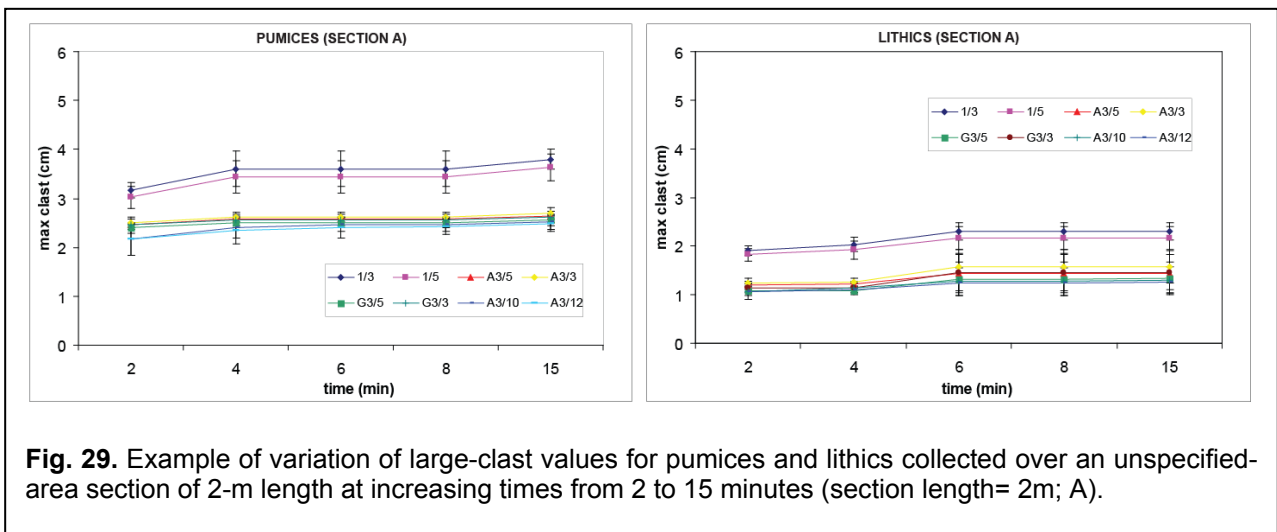 PUMICES (SECTION A)
6
5
4
3
2
1
0
max clast (cm)
1/3 1/5 A3/5 A3/3
G3/5 G3/3 A3/10 A3/12
2 4 6 8 15
time (min)
LITHICS (SECTION A)
6
5
4
3
2
1
0
max clast (cm)
1/3 1/5 A3/5 A3/3
G3/5 G3/3 A3/10 A3/12
2 4 6 8 15
time (min)
Fig. 29. Example of variation of large-clast values for pumices and lithics collected over an unspecified-
area section of 2-m length at increasing times from 2 to 15 minutes (section length= 2m; A).